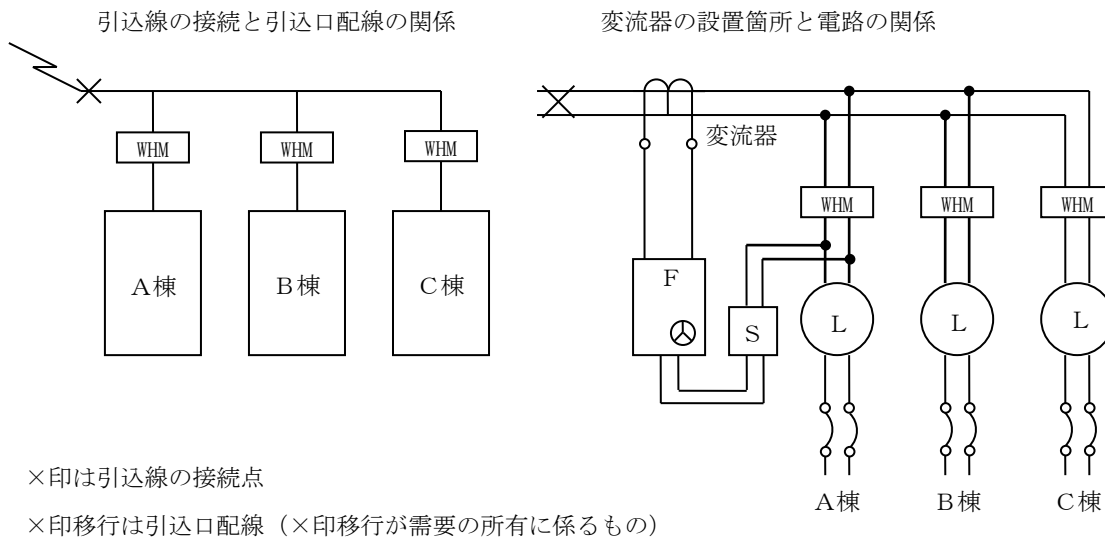 引込線の接続と引込口配線の関係
変流器の設置箇所と電路の関係
WHM
WHM
WHM
A棟
B棟
C棟
変流器
WHM
WHM
WHM
F
S
L
L
L
A棟
B棟
C棟
×印は引込線の接続点
×印移行は引込口配線（×印移行が需要の所有に係るもの）